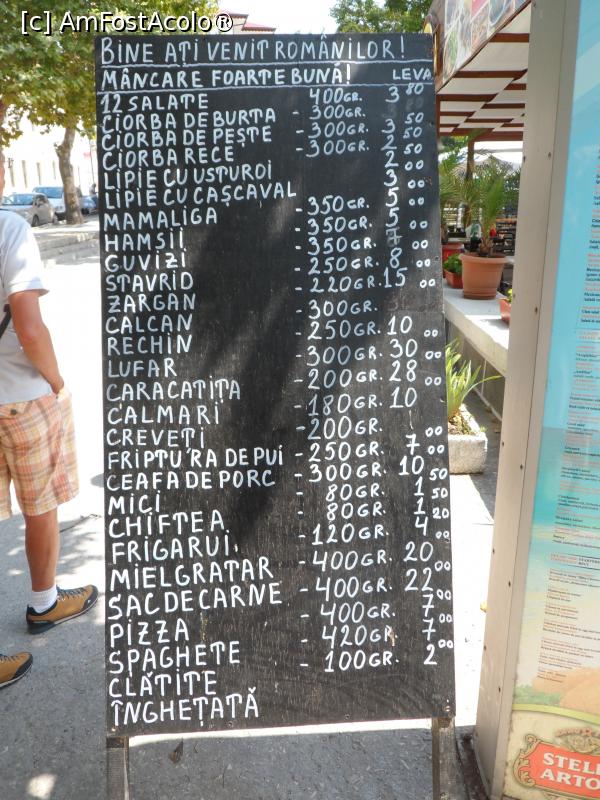 [c] AmFostAcolo®
BINE AȚI VENIT ROMÂNILOR!
MÂNCARE FOARTE BUNĂ! LEVA
12 SALATE 400GR. 3 80
CIORBA DE BURTA - 300GR.
CIORBA DE PEȘTE - 300GR. 3 50
CIORBA RECE - 300GR. 2 50
LIPIE CU USTUROI 2 00
LIPIE CU CAȘCAVAL 3 00
MAMALIGA - 350GR. 5 00
HAMSII - 350GR. 5 00
GUVIZI - 350GR. 7 00
STAVRID - 250GR. 8 00
ZARGAN - 220GR. 15 00
CALCAN - 300GR.
RECHIN - 250GR. 10 00
LUFAR - 300GR. 30 00
CARACATIȚA - 200GR. 28 00
CALMARI - 180GR. 10 00
CREVEȚI - 200GR.
FRIPTURA DE PUI - 250GR. 7 00
CEAFA DE PORC - 300GR. 10 50
MICI - 80GR. 1 50
CHIFTEA - 80GR. 1 20
FRIGARUI - 120GR. 4 00
MIEL GRATAR - 400GR. 20 00
SAC DE CARNE - 400GR. 22 00
PIZZA - 400GR. 7 00
SPAGHETE - 420GR. 7 00
CLĂTITE - 100GR. 2 00
ÎNGHEȚATĂ
STELL
ARTO